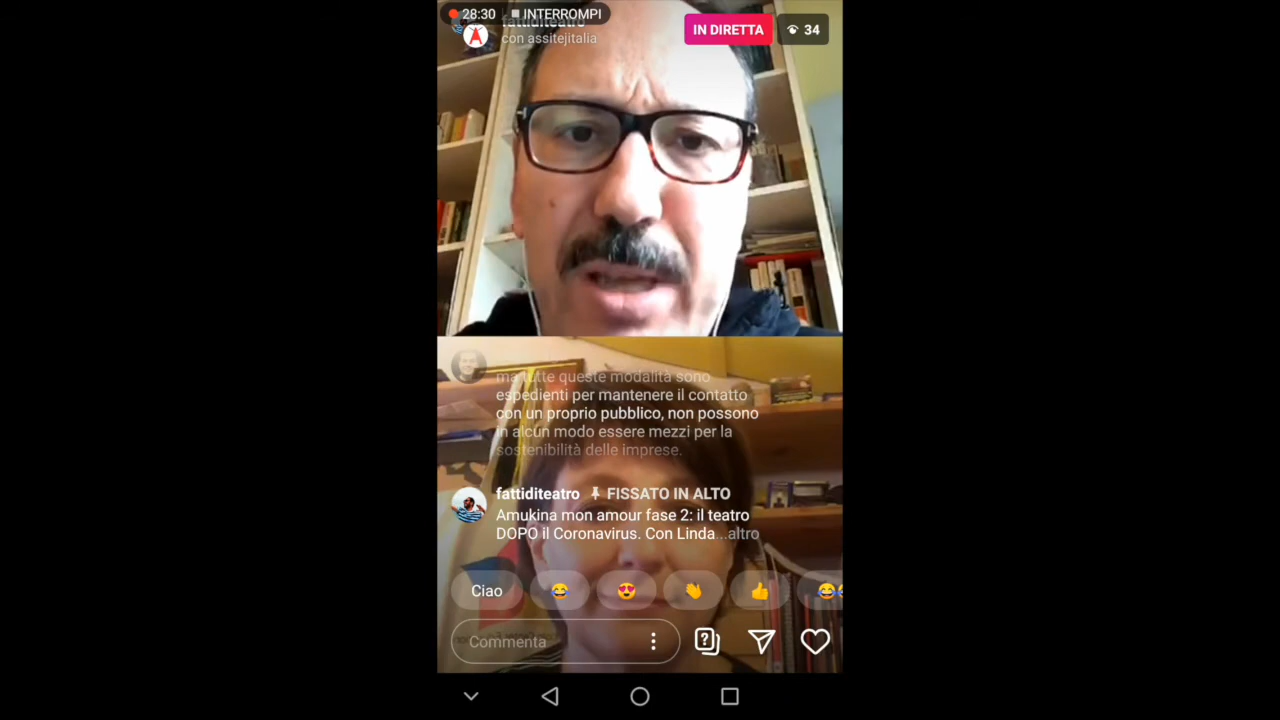 28:30 INTERROMPI
fattiditeatro
con assitejitalia
IN DIRETTA
34
ma tutte queste modalità sono
espedienti per mantenere il contatto
con un proprio pubblico, non possono
in alcun modo essere mezzi per la
sostenibilità delle imprese.
fattiditeatro FISSATO IN ALTO
Amukina mon amour fase 2: il teatro
DOPO il Coronavirus. Con Linda...altro
Ciao
Commenta